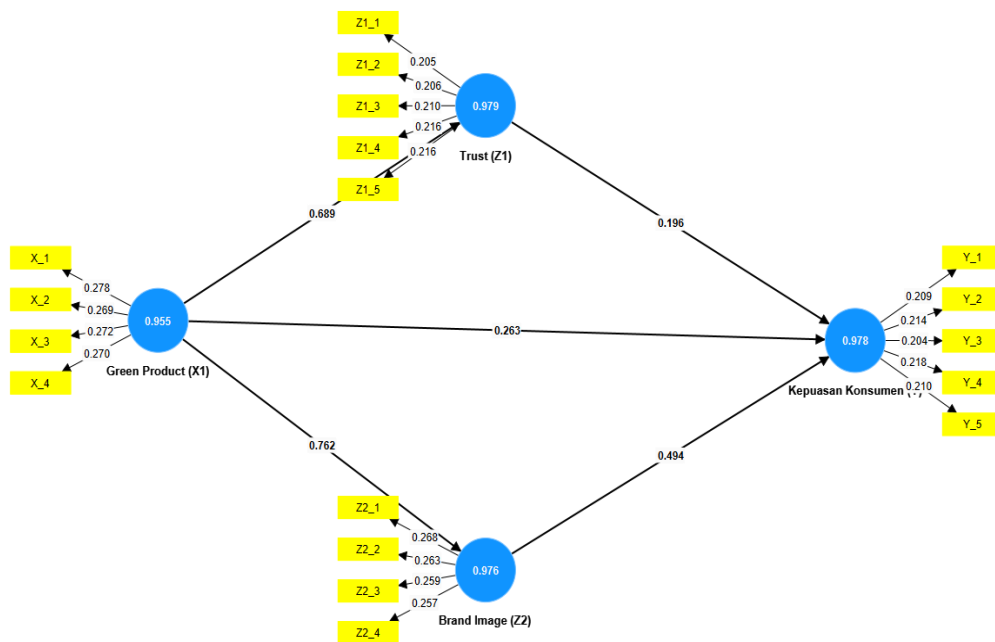 Z1_1
Z1_2
Z1_3
Z1_4
Z1_5
0.205
0.206
0.210
0.216
0.216
0.979
Trust (Z1)
0.689
0.196
X_1
X_2
X_3
X_4
0.278
0.269
0.272
0.270
0.955
Green Product (X1)
0.263
Y_1
Y_2
Y_3
Y_4
Y_5
0.209
0.214
0.204
0.218
0.210
0.978
Kepuasan Konsumen
0.762
0.494
Z2_1
Z2_2
Z2_3
Z2_4
0.268
0.263
0.259
0.257
0.976
Brand Image (Z2)